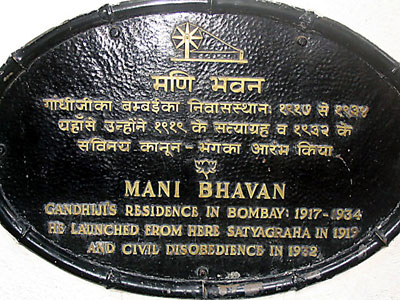 मणि भवन
गांधीजीका बम्बईका निवासस्थान: १९१७ से १९३४
यहाँसे उन्होंने १९१९ के सत्याग्रह व १९३२ के
सविनय कानून - भंगका आरंभ किया
MANI BHAVAN
GANDHIJI'S RESIDENCE IN BOMBAY: 1917-1934
HE LAUNCHED FROM HERE SATYAGRAHA IN 1919
AND CIVIL DISOBEDIENCE IN 1932